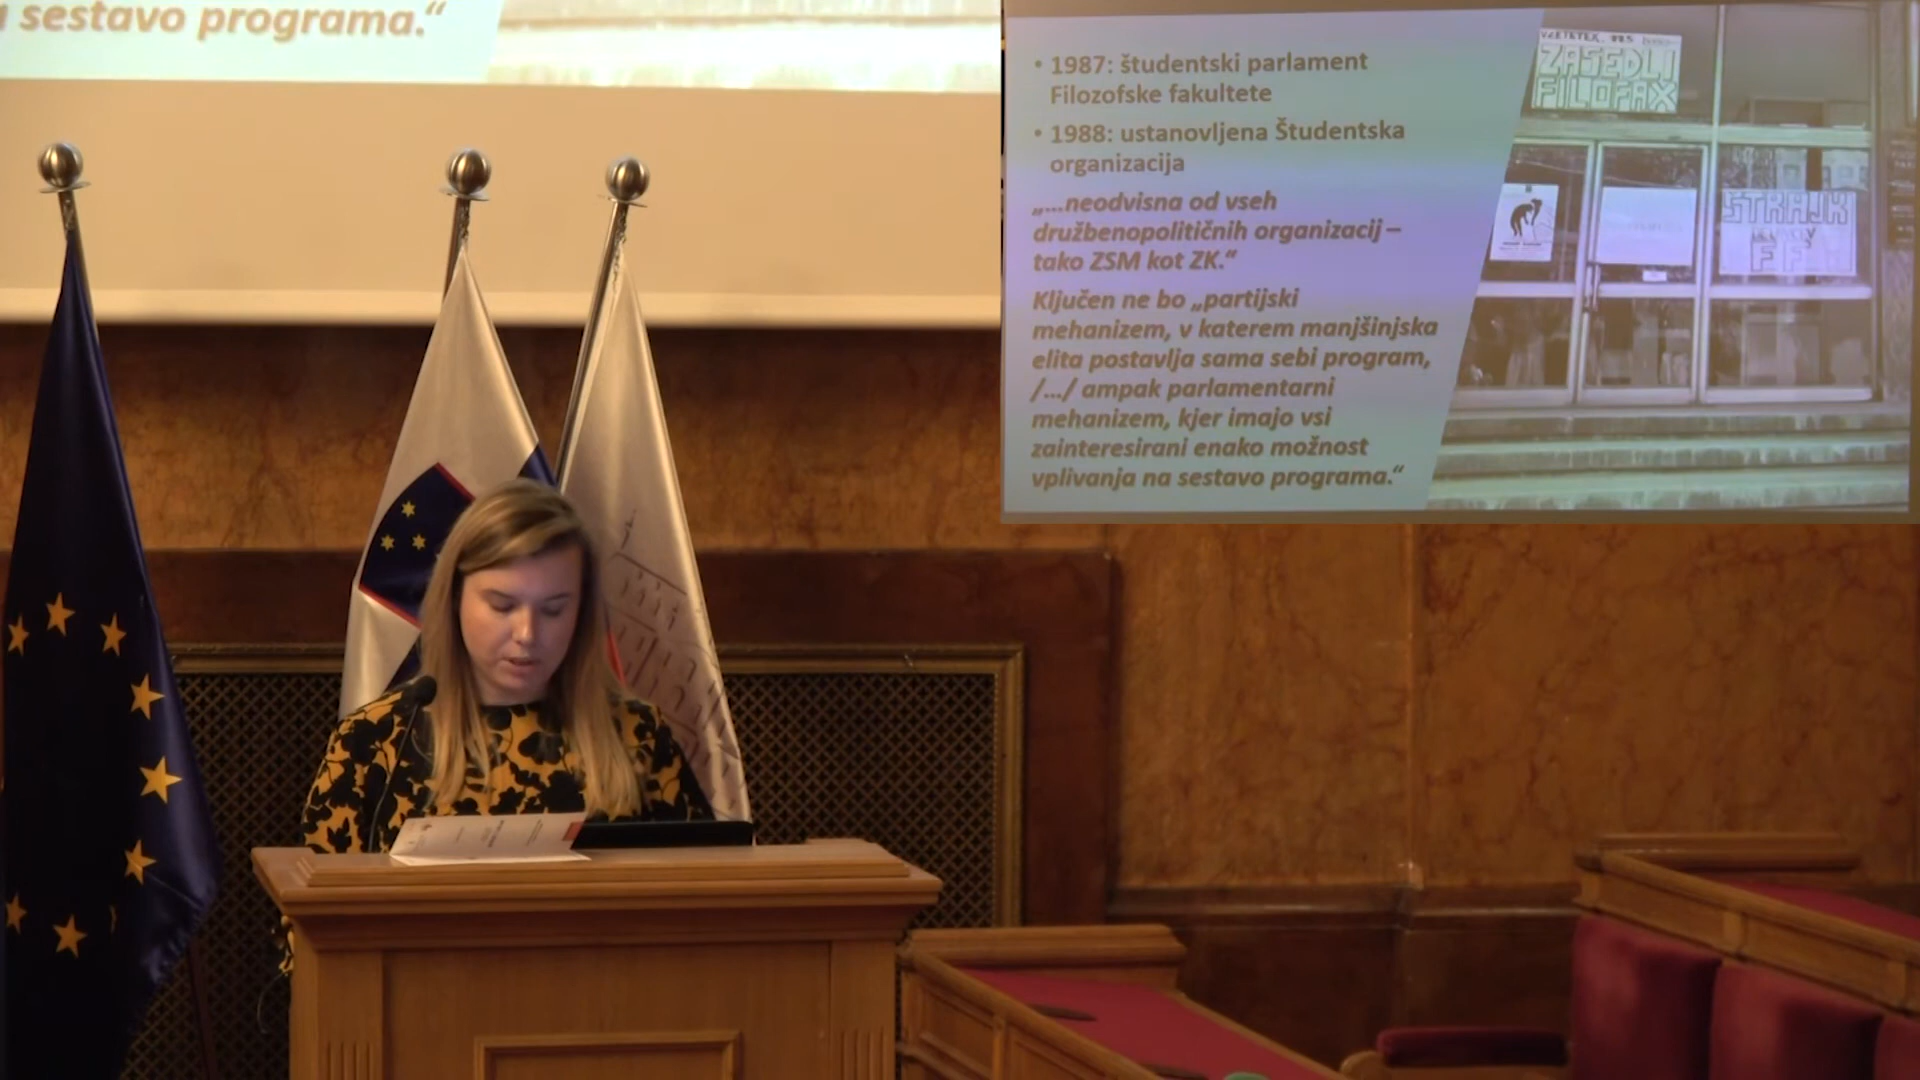 sestavo programa.“
• 1987: študentski parlament
Filozofske fakultete
• 1988: ustanovljena Študentska
organizacija
„...neodvisna od vseh
družbenopolitičnih organizacij –
tako ZSM kot ZK.“
Ključen ne bo „partijski
mehanizem, v katerem manjšinjska
elita postavlja sama sebi program,
/.../ ampak parlamentarni
mehanizem, kjer imajo vsi
zainteresirani enako možnost
vplivanja na sestavo programa.“
ZASEDLI
FILOFAX
ŠTRAJK
FF